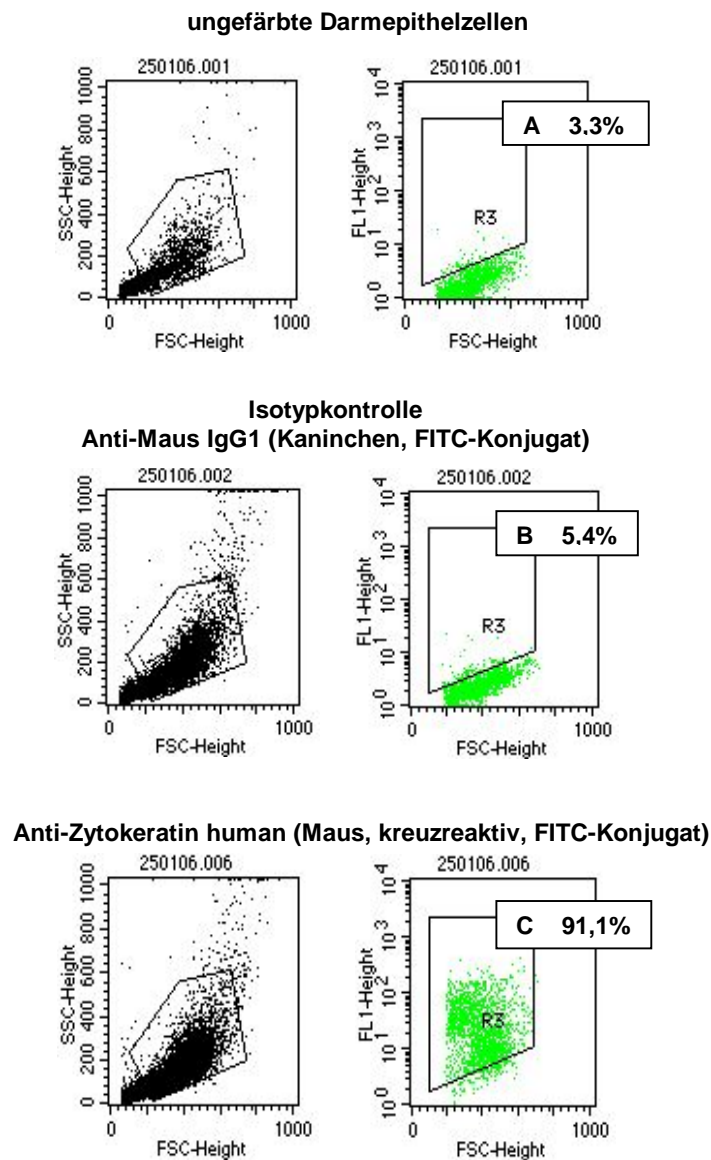 ungefärbte Darmepithelzellen
250106.001
SSC-Height
0 200 400 600 800 1000
0 1000
FSC-Height
250106.001
FL1-Height
10^0 10^1 10^2 10^3 10^4
A 3.3%
R3
0 1000
FSC-Height
Isotypkontrolle
Anti-Maus IgG1 (Kaninchen, FITC-Konjugat)
250106.002
SSC-Height
0 200 400 600 800 1000
0 1000
FSC-Height
250106.002
FL1-Height
10^0 10^1 10^2 10^3 10^4
B 5.4%
R3
0 1000
FSC-Height
Anti-Zytokeratin human (Maus, kreuzreaktiv, FITC-Konjugat)
250106.006
SSC-Height
0 200 400 600 800 1000
0 1000
FSC-Height
250106.006
FL1-Height
10^0 10^1 10^2 10^3 10^4
C 91,1%
R3
0 1000
FSC-Height